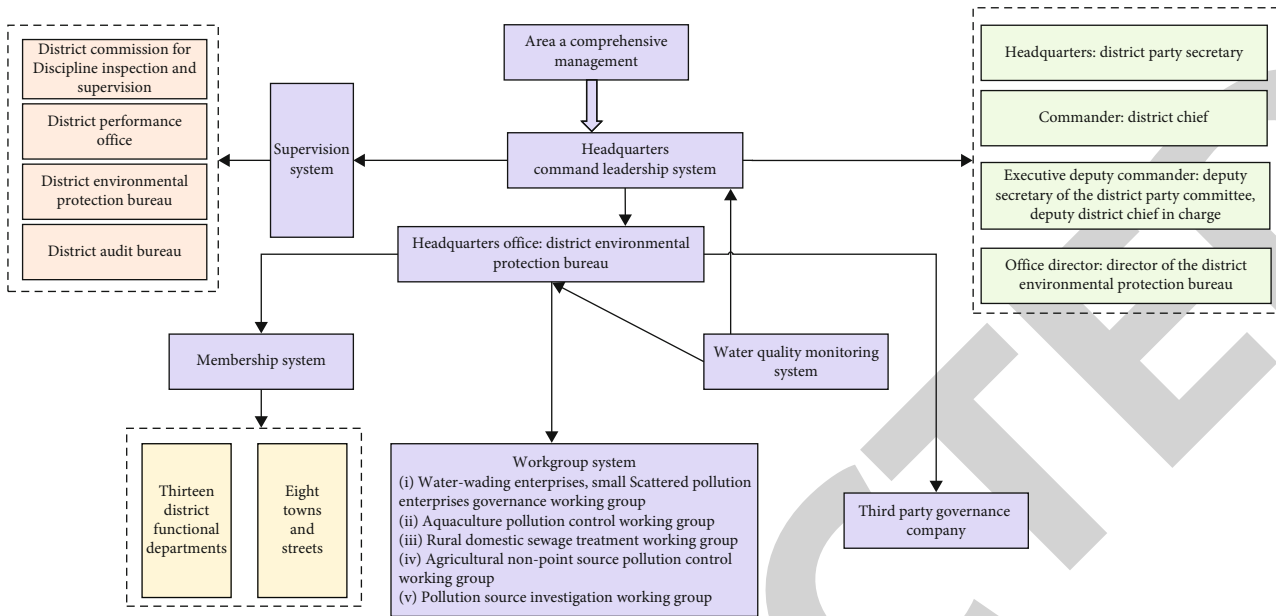 District commission for
Discipline inspection and
supervision
District performance
office
District environmental
protection bureau
District audit bureau
Supervision
system
Area a comprehensive
management
Headquarters
command leadership system
Headquarters: district party secretary
Commander: district chief
Executive deputy commander: deputy
secretary of the district party committee,
deputy district chief in charge
Office director: director of the district
environmental protection bureau
Headquarters office: district environmental
protection bureau
Membership system
Water quality monitoring
system
Thirteen
district
functional
departments
Eight
towns
and
streets
Workgroup system
(i) Water-wading enterprises, small Scattered pollution
enterprises governance working group
(ii) Aquaculture pollution control working group
(iii) Rural domestic sewage treatment working group
(iv) Agricultural non-point source pollution control
working group
(v) Pollution source investigation working group
Third party governance
company